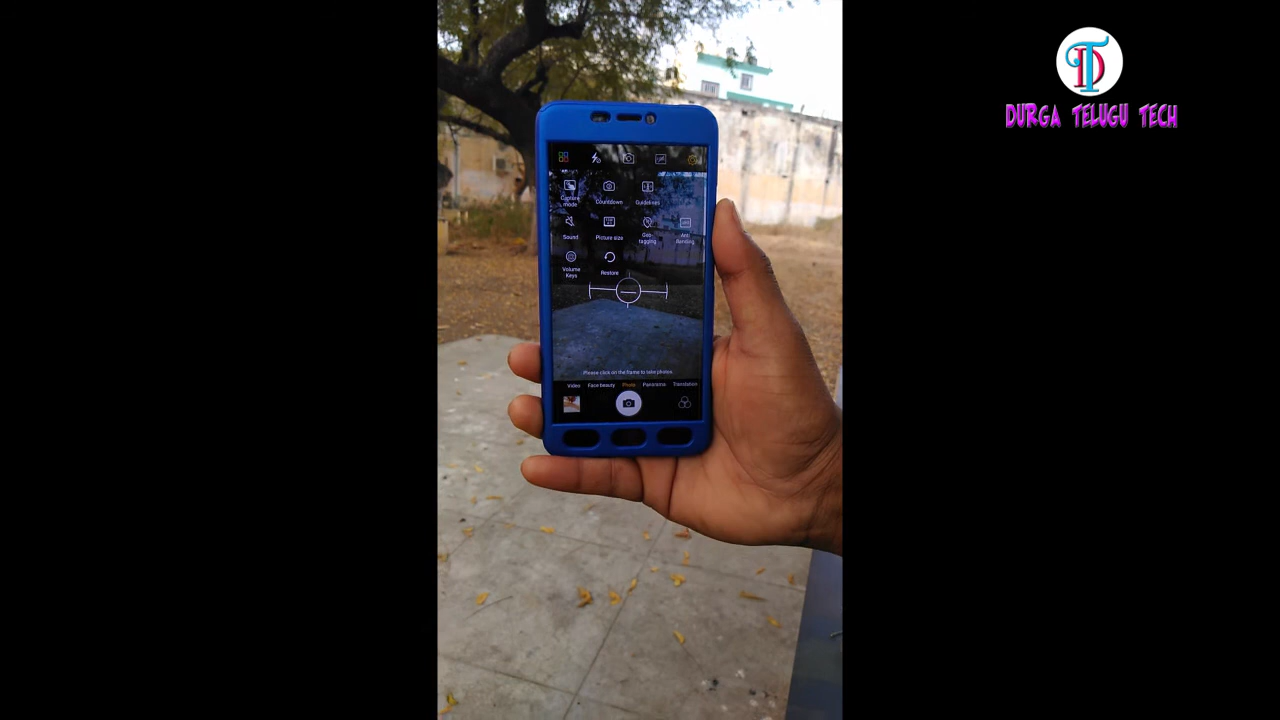 DT
DURGA TELUGU TECH
Capture
mode
Countdown
Guidelines
Sound
Picture size
Geo-
tagging
Anti
Banding
Volume
Keys
Restore
Please click on the frame to take photos.
Video Face beauty Photo Panorama Translation